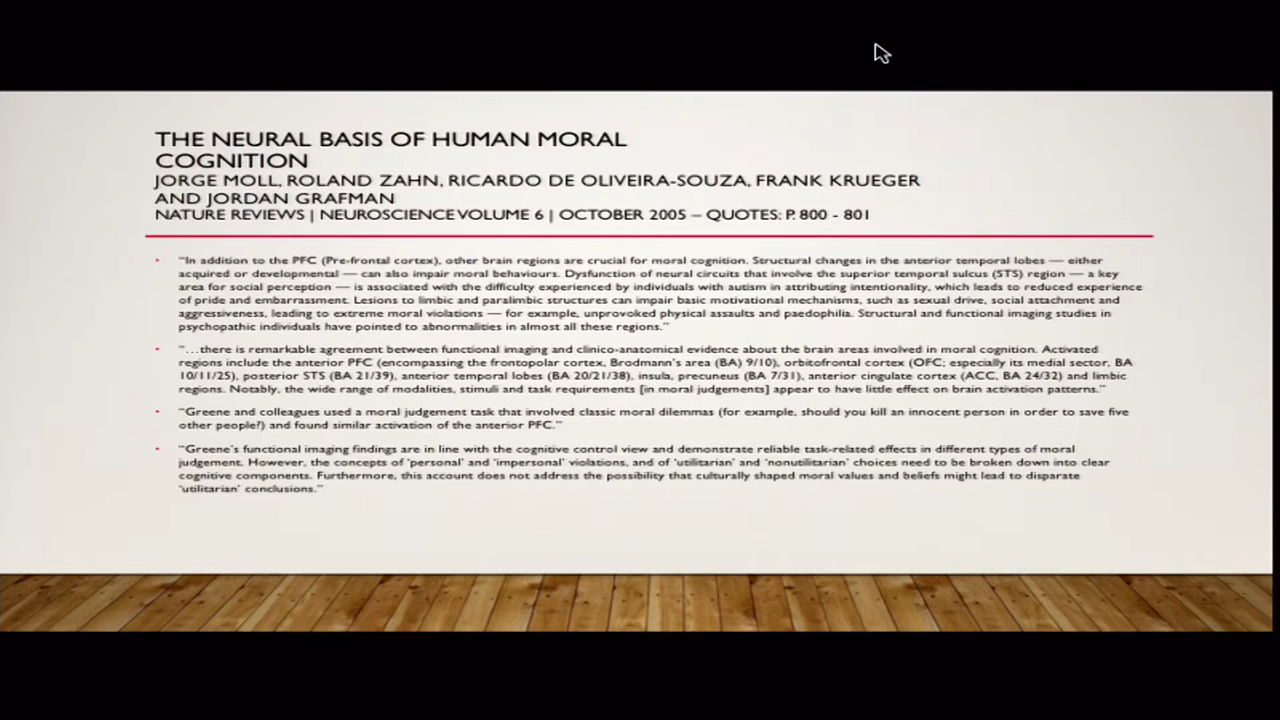 THE NEURAL BASIS OF HUMAN MORAL
COGNITION
JORGE MOLL, ROLAND ZAHN, RICARDO DE OLIVEIRA-SOUZA, FRANK KRUEGER
AND JORDAN GRAFMAN
NATURE REVIEWS | NEUROSCIENCE VOLUME 6 | OCTOBER 2005 – QUOTES: P. 800 - 801
• "In addition to the PFC (Pre-frontal cortex), other brain regions are crucial for moral cognition. Structural changes in the anterior temporal lobes — either
acquired or developmental — can also impair moral behaviours. Dysfunction of neural circuits that involve the superior temporal sulcus (STS) region — a key
area for social perception — is associated with the difficulty experienced by individuals with autism in attributing intentionality, which leads to reduced experience
of pride and embarrassment. Lesions to limbic and paralimbic structures can impair basic motivational mechanisms, such as sexual drive, social attachment and
aggressiveness, leading to extreme moral violations — for example, unprovoked physical assaults and paedophilia. Structural and functional imaging studies in
psychopathic individuals have pointed to abnormalities in almost all these regions."
• "…there is remarkable agreement between functional imaging and clinico-anatomical evidence about the brain areas involved in moral cognition. Activated
regions include the anterior PFC (encompassing the frontopolar cortex, Brodmann's area (BA) 9/10), orbitofrontal cortex (OFC; especially its medial sector, BA
10/11/25), posterior STS (BA 21/39), anterior temporal lobes (BA 20/21/38), insula, precuneus (BA 7/31), anterior cingulate cortex (ACC, BA 24/32) and limbic
regions. Notably, the wide range of modalities, stimuli and task requirements [in moral judgements] appear to have little effect on brain activation patterns."
• "Greene and colleagues used a moral judgement task that involved classic moral dilemmas (for example, should you kill an innocent person in order to save five
other people?) and found similar activation of the anterior PFC."
• "Greene's functional imaging findings are in line with the cognitive control view and demonstrate reliable task-related effects in different types of moral
judgement. However, the concepts of 'personal' and 'impersonal' violations, and of 'utilitarian' and 'nonutilitarian' choices need to be broken down into clear
cognitive components. Furthermore, this account does not address the possibility that culturally shaped moral values and beliefs might lead to disparate
'utilitarian' conclusions."